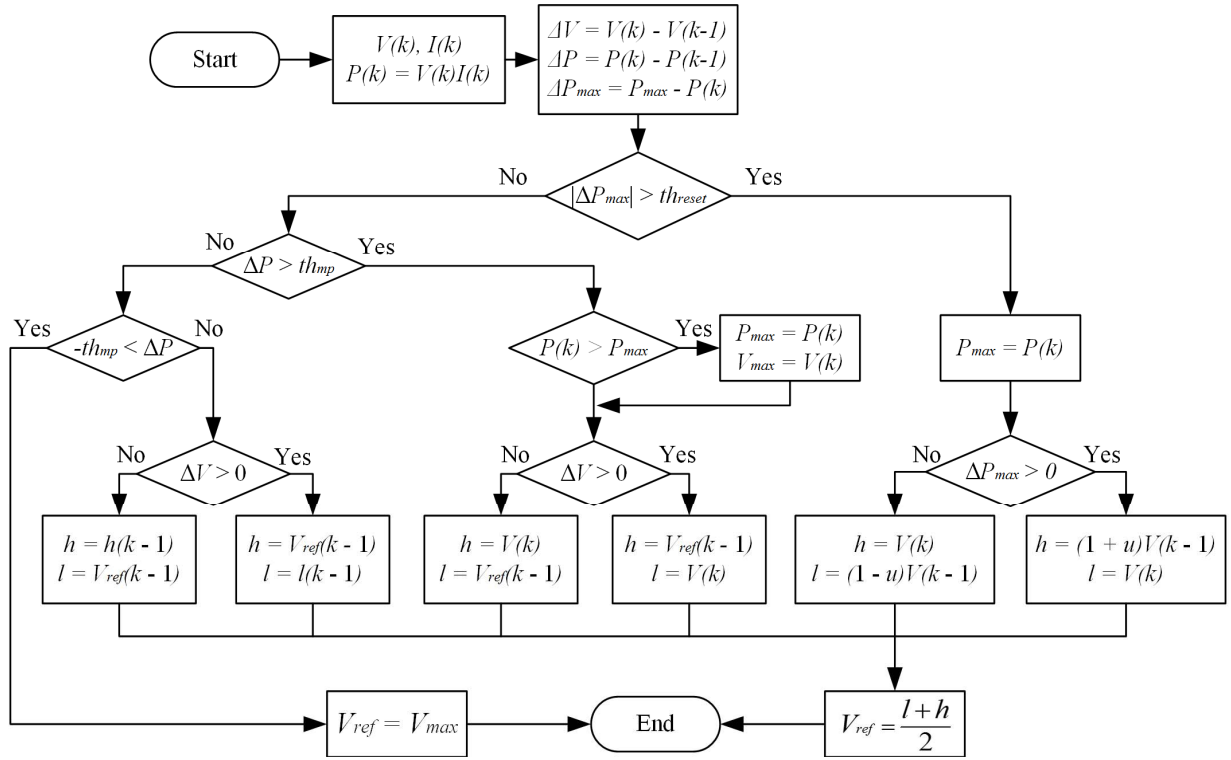 Start
V(k), I(k)
P(k) = V(k)I(k)
ΔV = V(k) - V(k-1)
ΔP = P(k) - P(k-1)
ΔPmax = Pmax - P(k)
No
|ΔPmax| > threset
Yes
No
ΔP > thmp
Yes
Yes
-thmp < ΔP
No
P(k) > Pmax
Yes
Pmax = P(k)
Vmax = V(k)
Pmax = P(k)
No
ΔV > 0
Yes
No
ΔV > 0
Yes
No
ΔPmax > 0
Yes
h = h(k - 1)
l = Vref(k - 1)
h = Vref(k - 1)
l = l(k - 1)
h = V(k)
l = Vref(k - 1)
h = Vref(k - 1)
l = V(k)
h = V(k)
l = (1 - u)V(k - 1)
h = (1 + u)V(k - 1)
l = V(k)
Vref = Vmax
End
Vref = l + h
2